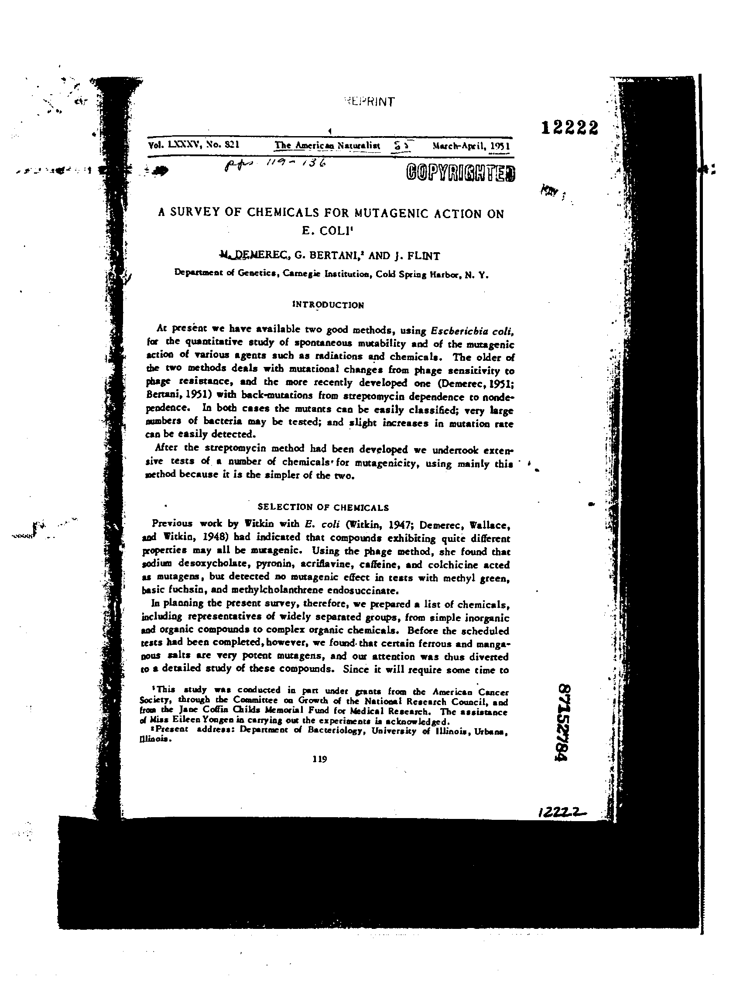 REPRINT
12222
Vol. LXXXV, No. 821 The American Naturalist 85 March-April, 1951
pps 119-136
COPYRIGHTED
A SURVEY OF CHEMICALS FOR MUTAGENIC ACTION ON
E. COLI¹
M. DEMEREC, G. BERTANI,² AND J. FLINT
Department of Genetics, Carnegie Institution, Cold Spring Harbor, N. Y.
INTRODUCTION
At present we have available two good methods, using Escherichia coli,
for the quantitative study of spontaneous mutability and of the mutagenic
action of various agents such as radiations and chemicals. The older of
the two methods deals with mutational changes from phage sensitivity to
phage resistance, and the more recently developed one (Demerec, 1951;
Bertani, 1951) with back-mutations from streptomycin dependence to nonde-
pendence. In both cases the mutants can be easily classified; very large
numbers of bacteria may be tested; and slight increases in mutation rate
can be easily detected.
After the streptomycin method had been developed we undertook exten-
sive tests of a number of chemicals for mutagenicity, using mainly this
method because it is the simpler of the two.
SELECTION OF CHEMICALS
Previous work by Witkin with E. coli (Witkin, 1947; Demerec, Wallace,
and Witkin, 1948) had indicated that compounds exhibiting quite different
properties may all be mutagenic. Using the phage method, she found that
sodium desoxycholate, pyronin, acriflavine, caffeine, and colchicine acted
as mutagens, but detected no mutagenic effect in tests with methyl green,
basic fuchsin, and methylcholanthrene endosuccinate.
In planning the present survey, therefore, we prepared a list of chemicals,
including representatives of widely separated groups, from simple inorganic
and organic compounds to complex organic chemicals. Before the scheduled
tests had been completed, however, we found that certain ferrous and manga-
nous salts are very potent mutagens, and our attention was thus diverted
to a detailed study of these compounds. Since it will require some time to
¹This study was conducted in part under grants from the American Cancer
Society, through the Committee on Growth of the National Research Council, and
from the Jane Coffin Childs Memorial Fund for Medical Research. The assistance
of Miss Eileen Yongen in carrying out the experiments is acknowledged.
²Present address: Department of Bacteriology, University of Illinois, Urbana,
Illinois.
119
87152784
12222